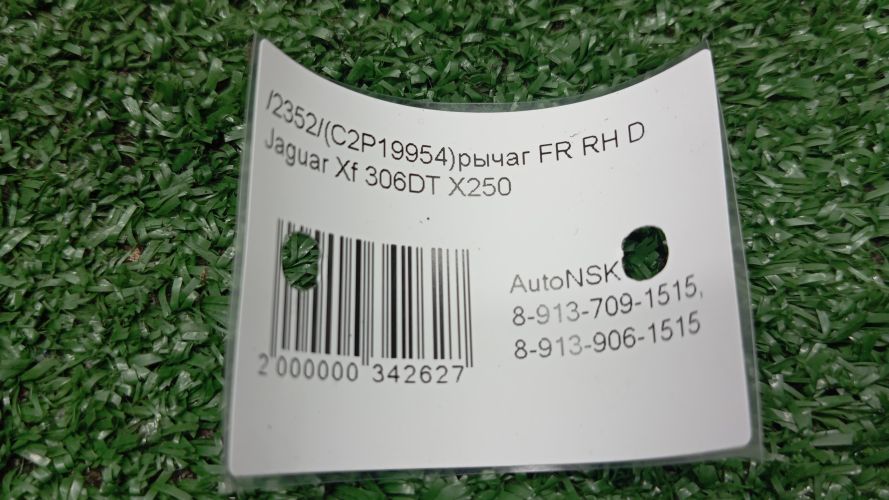 /2352/(C2P19954)рычаг FR RH D
Jaguar Xf 306DT X250
AutoNSK
8-913-709-1515,
8-913-906-1515
2 000000 342627